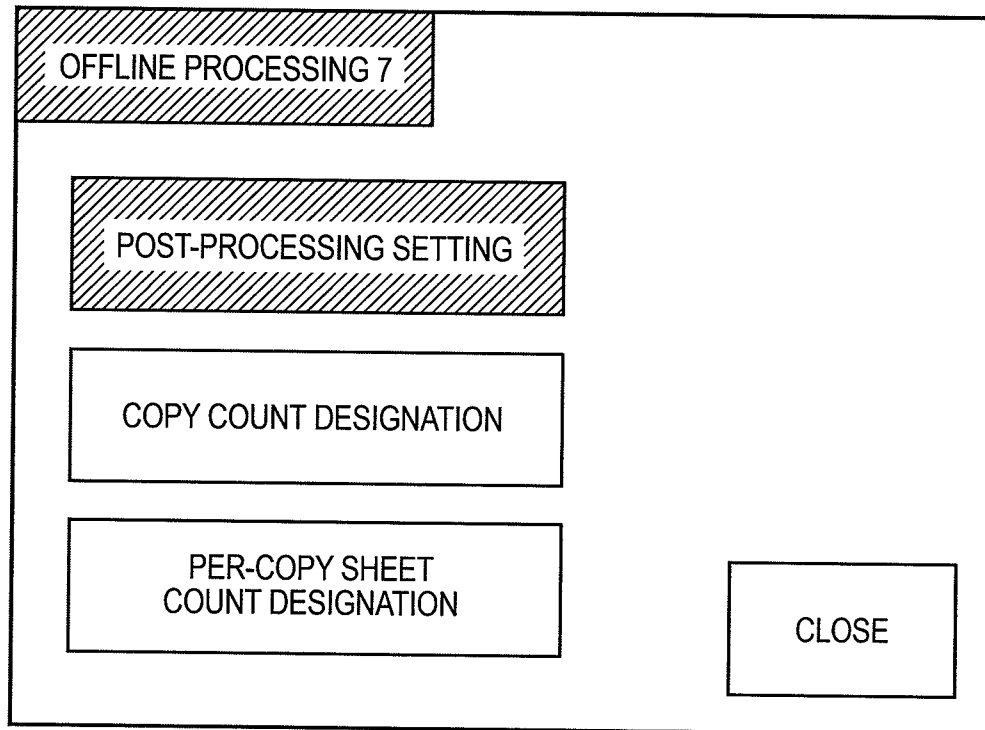 OFFLINE PROCESSING 7
POST-PROCESSING SETTING
COPY COUNT DESIGNATION
PER-COPY SHEET
COUNT DESIGNATION
CLOSE